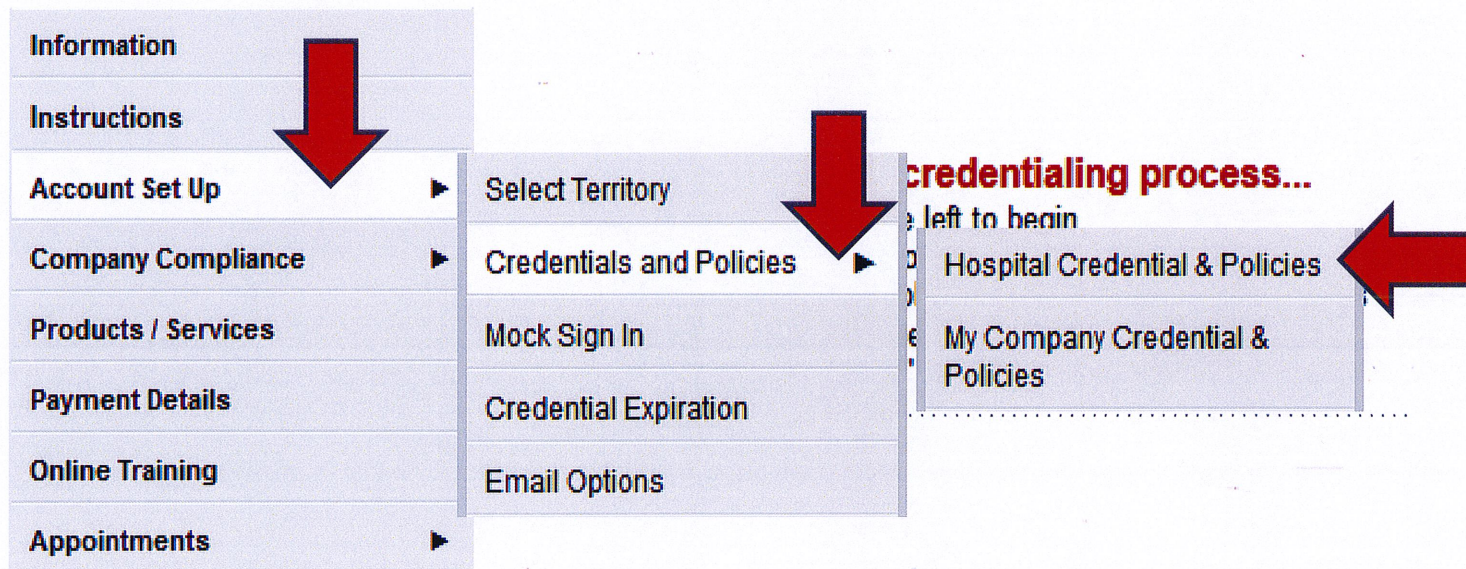 Information
Instructions
Account Set Up
Company Compliance
Products / Services
Payment Details
Online Training
Appointments
Select Territory
Credentials and Policies
Mock Sign In
Credential Expiration
Email Options
credentialing process...
left to begin
Hospital Credential & Policies
My Company Credential &
Policies